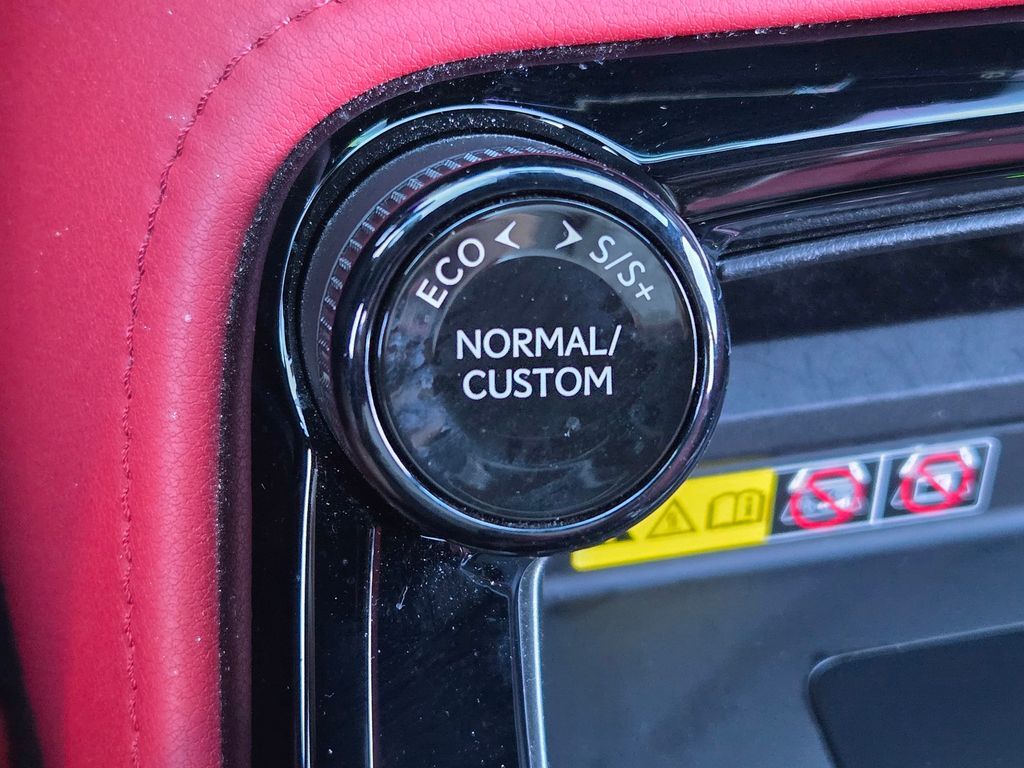 ECO S/S+
NORMAL/
CUSTOM